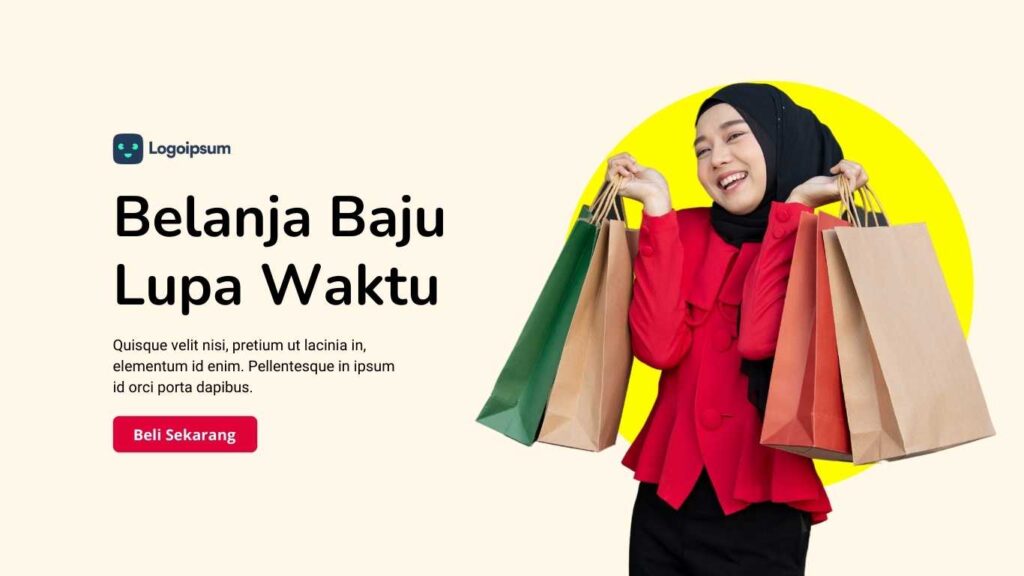 Logoipsum
Belanja Baju
Lupa Waktu
Quisque velit nisi, pretium ut lacinia in,
elementum id enim. Pellentesque in ipsum
id orci porta dapibus.
Beli Sekarang